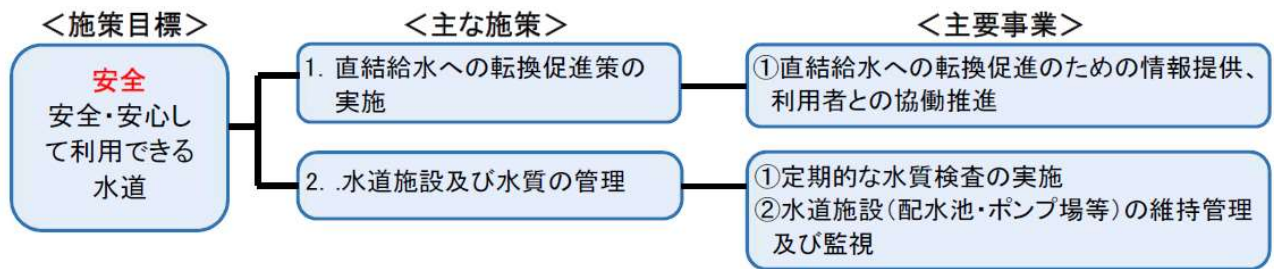 ＜施策目標＞
＜主な施策＞
＜主要事業＞
安全
安全・安心し
て利用できる
水道
1. 直結給水への転換促進策の
実施
①直結給水への転換促進のための情報提供、
利用者との協働推進
2. .水道施設及び水質の管理
①定期的な水質検査の実施
②水道施設（配水池・ポンプ場等）の維持管理
及び監視